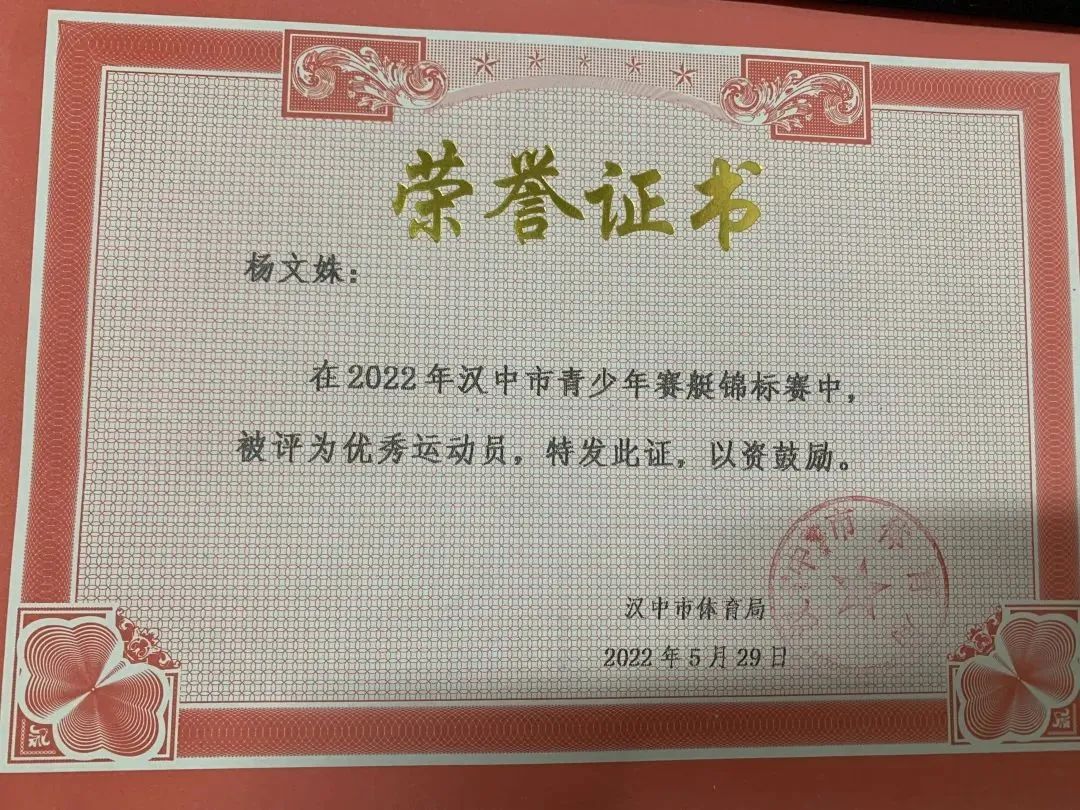 荣誉证书
杨文姝:
在2022年汉中市青少年赛艇锦标赛中,
被评为优秀运动员,特发此证,以资鼓励。
汉中市体育局
2022年5月29日